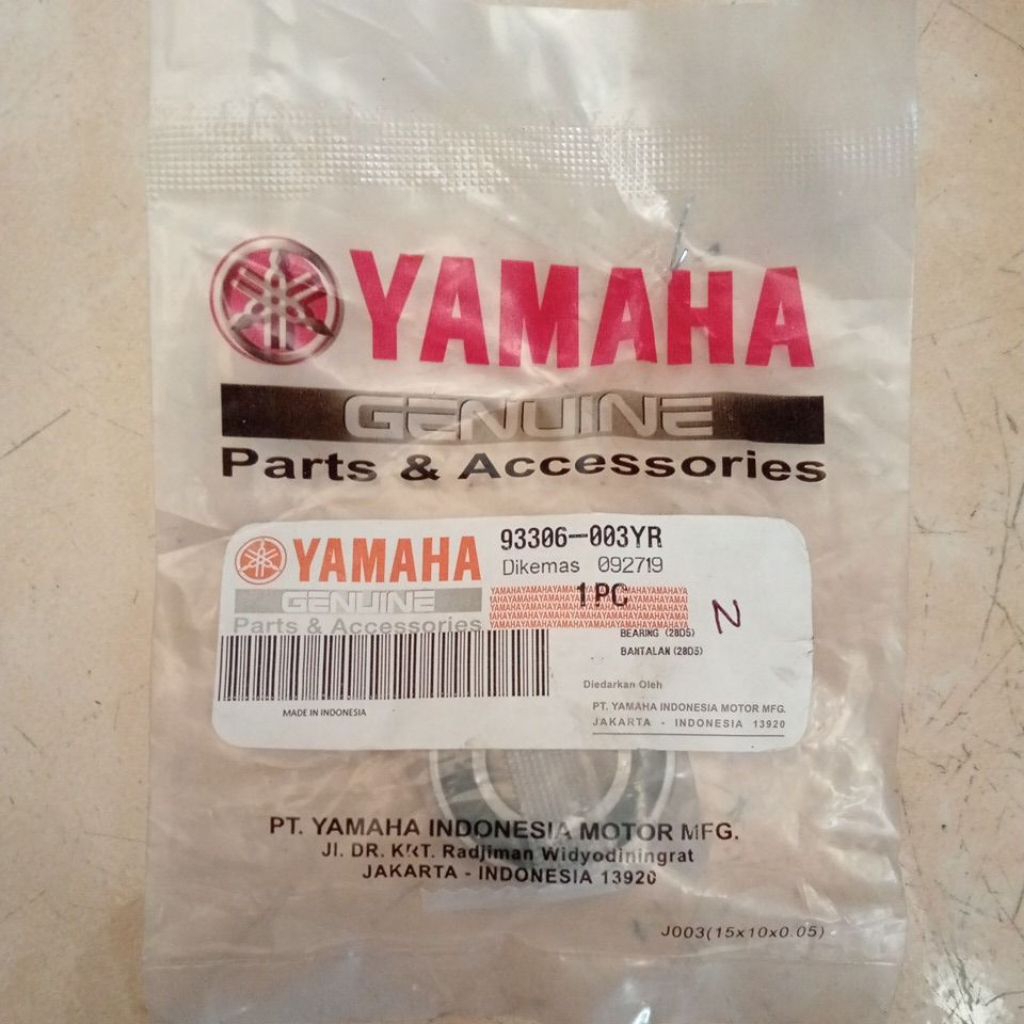 YAMAHA
GENUINE
Parts & Accessories
YAMAHA
GENUINE
Parts & Accessories
93306-003YR
Dikemas 092719
1 PC
N
BEARING (28D5)
BANTALAN (28D5)
Diedarkan Oleh
PT. YAMAHA INDONESIA MOTOR MFG.
JAKARTA - INDONESIA 13920
MADE IN INDONESIA
PT. YAMAHA INDONESIA MOTOR MFG.
Jl. DR. KRT. Radjiman Widyodiningrat
JAKARTA - INDONESIA 13920
J003(15x10x0.05)